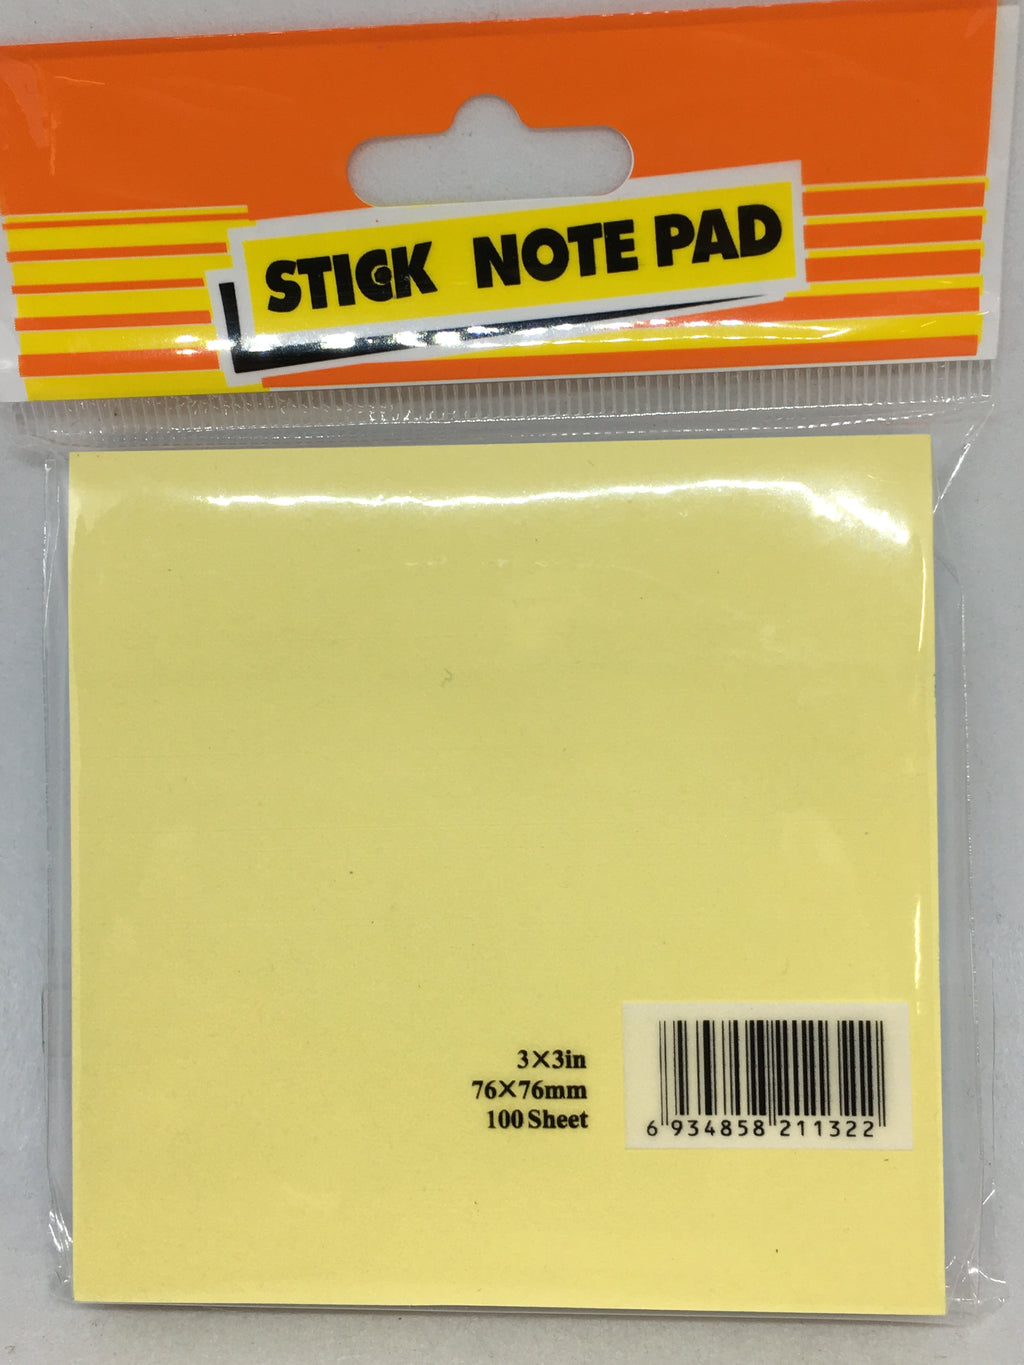 STICK NOTE PAD
3×3in
76×76mm
100 Sheet
6 934858 211322